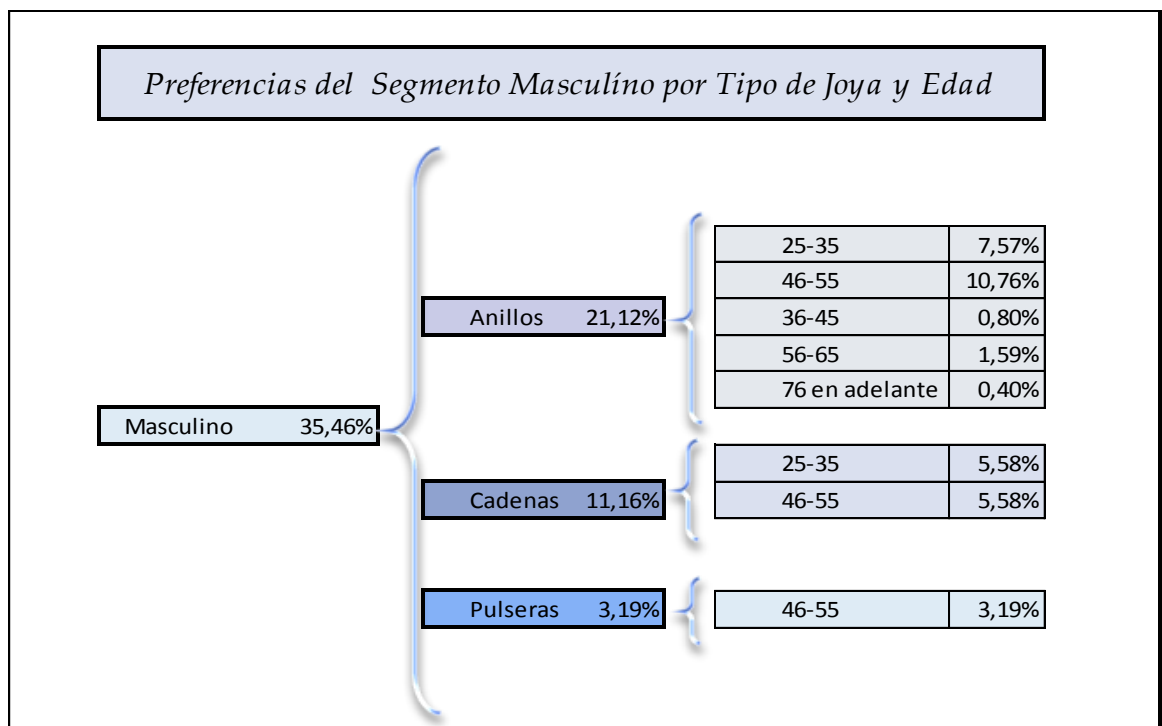 Preferencias del Segmento Masculíno por Tipo de Joya y Edad
25-35 7,57%
46-55 10,76%
Anillos 21,12%
36-45 0,80%
56-65 1,59%
76 en adelante 0,40%
Masculino 35,46%
25-35 5,58%
Cadenas 11,16%
46-55 5,58%
Pulseras 3,19%
46-55 3,19%